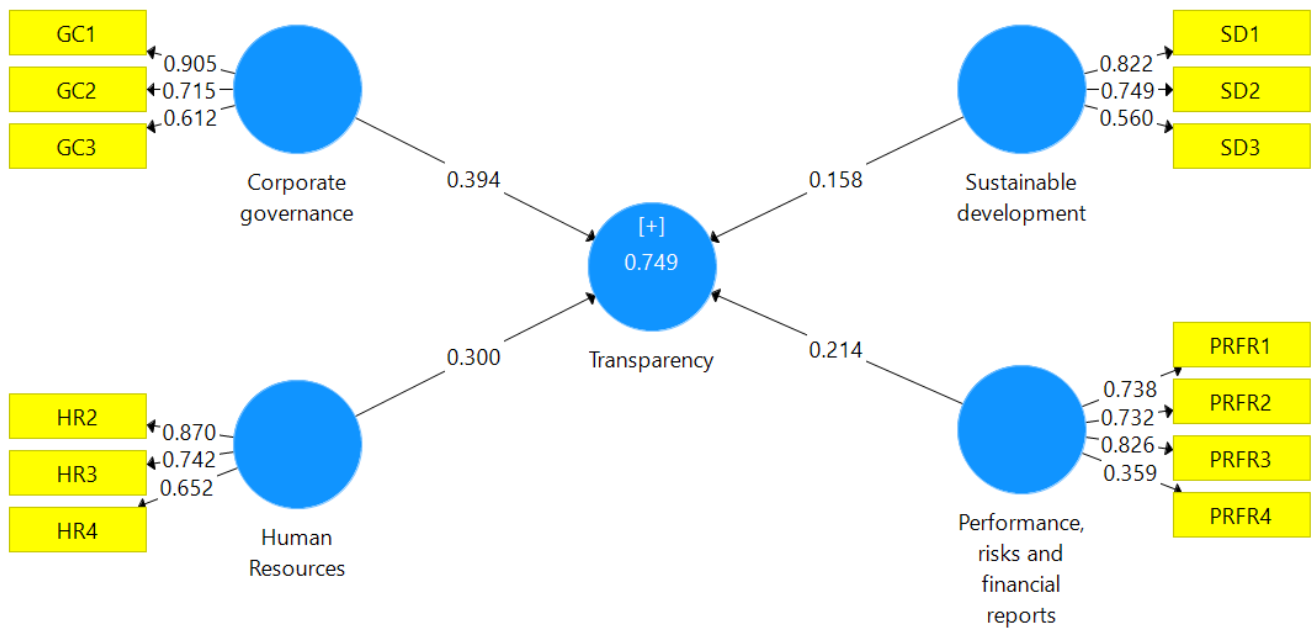 GC1
GC2
GC3
0.905
0.715
0.612
Corporate
governance
SD1
SD2
SD3
0.822
0.749
0.560
Sustainable
development
0.394
0.158
[+]
0.749
Transparency
0.300
0.214
HR2
HR3
HR4
0.870
0.742
0.652
Human
Resources
PRFR1
PRFR2
PRFR3
PRFR4
0.738
0.732
0.826
0.359
Performance,
risks and
financial
reports